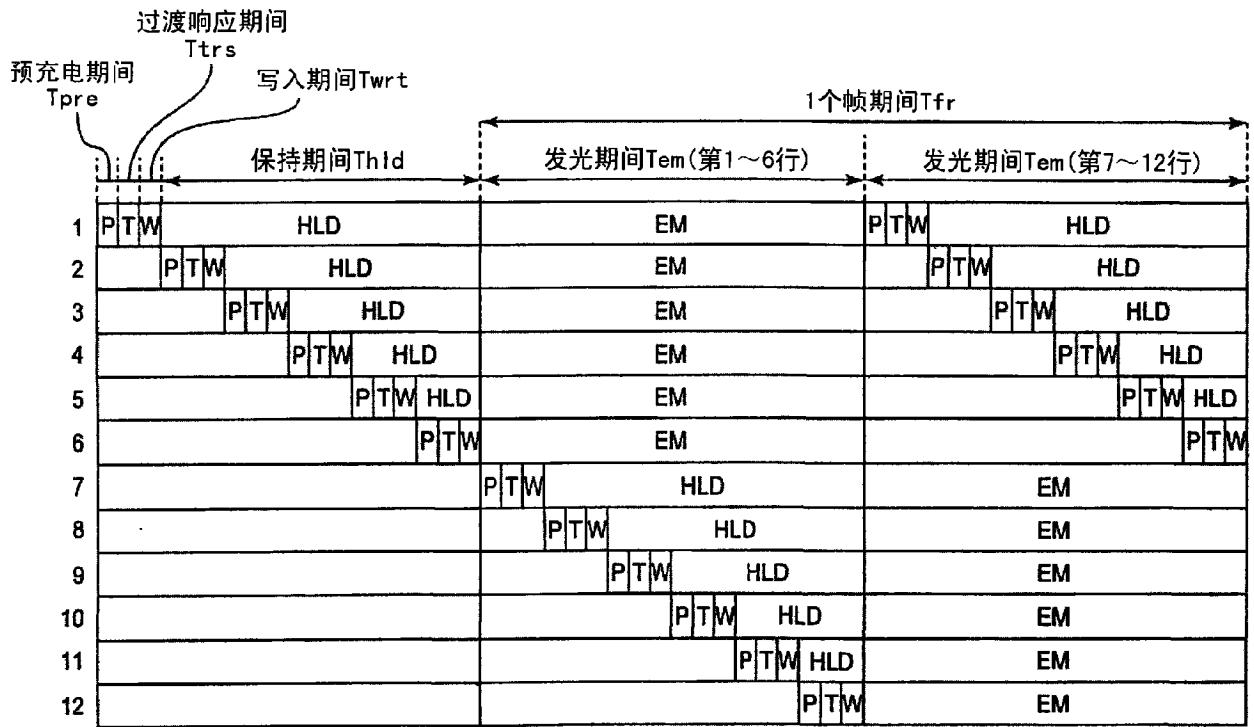 过渡响应期间
Ttrs
预充电期间
Tpre
写入期间Twrt
1个帧期间Tfr
保持期间Thld
发光期间Tem(第1～6行)
发光期间Tem(第7～12行)
1 P T W HLD EM P T W HLD
2 P T W HLD EM P T W HLD
3 P T W HLD EM P T W HLD
4 P T W HLD EM P T W HLD
5 P T W HLD EM P T W HLD
6 P T W EM P T W
7 P T W HLD EM
8 P T W HLD EM
9 P T W HLD EM
10 P T W HLD EM
11 P T W HLD EM
12 P T W EM